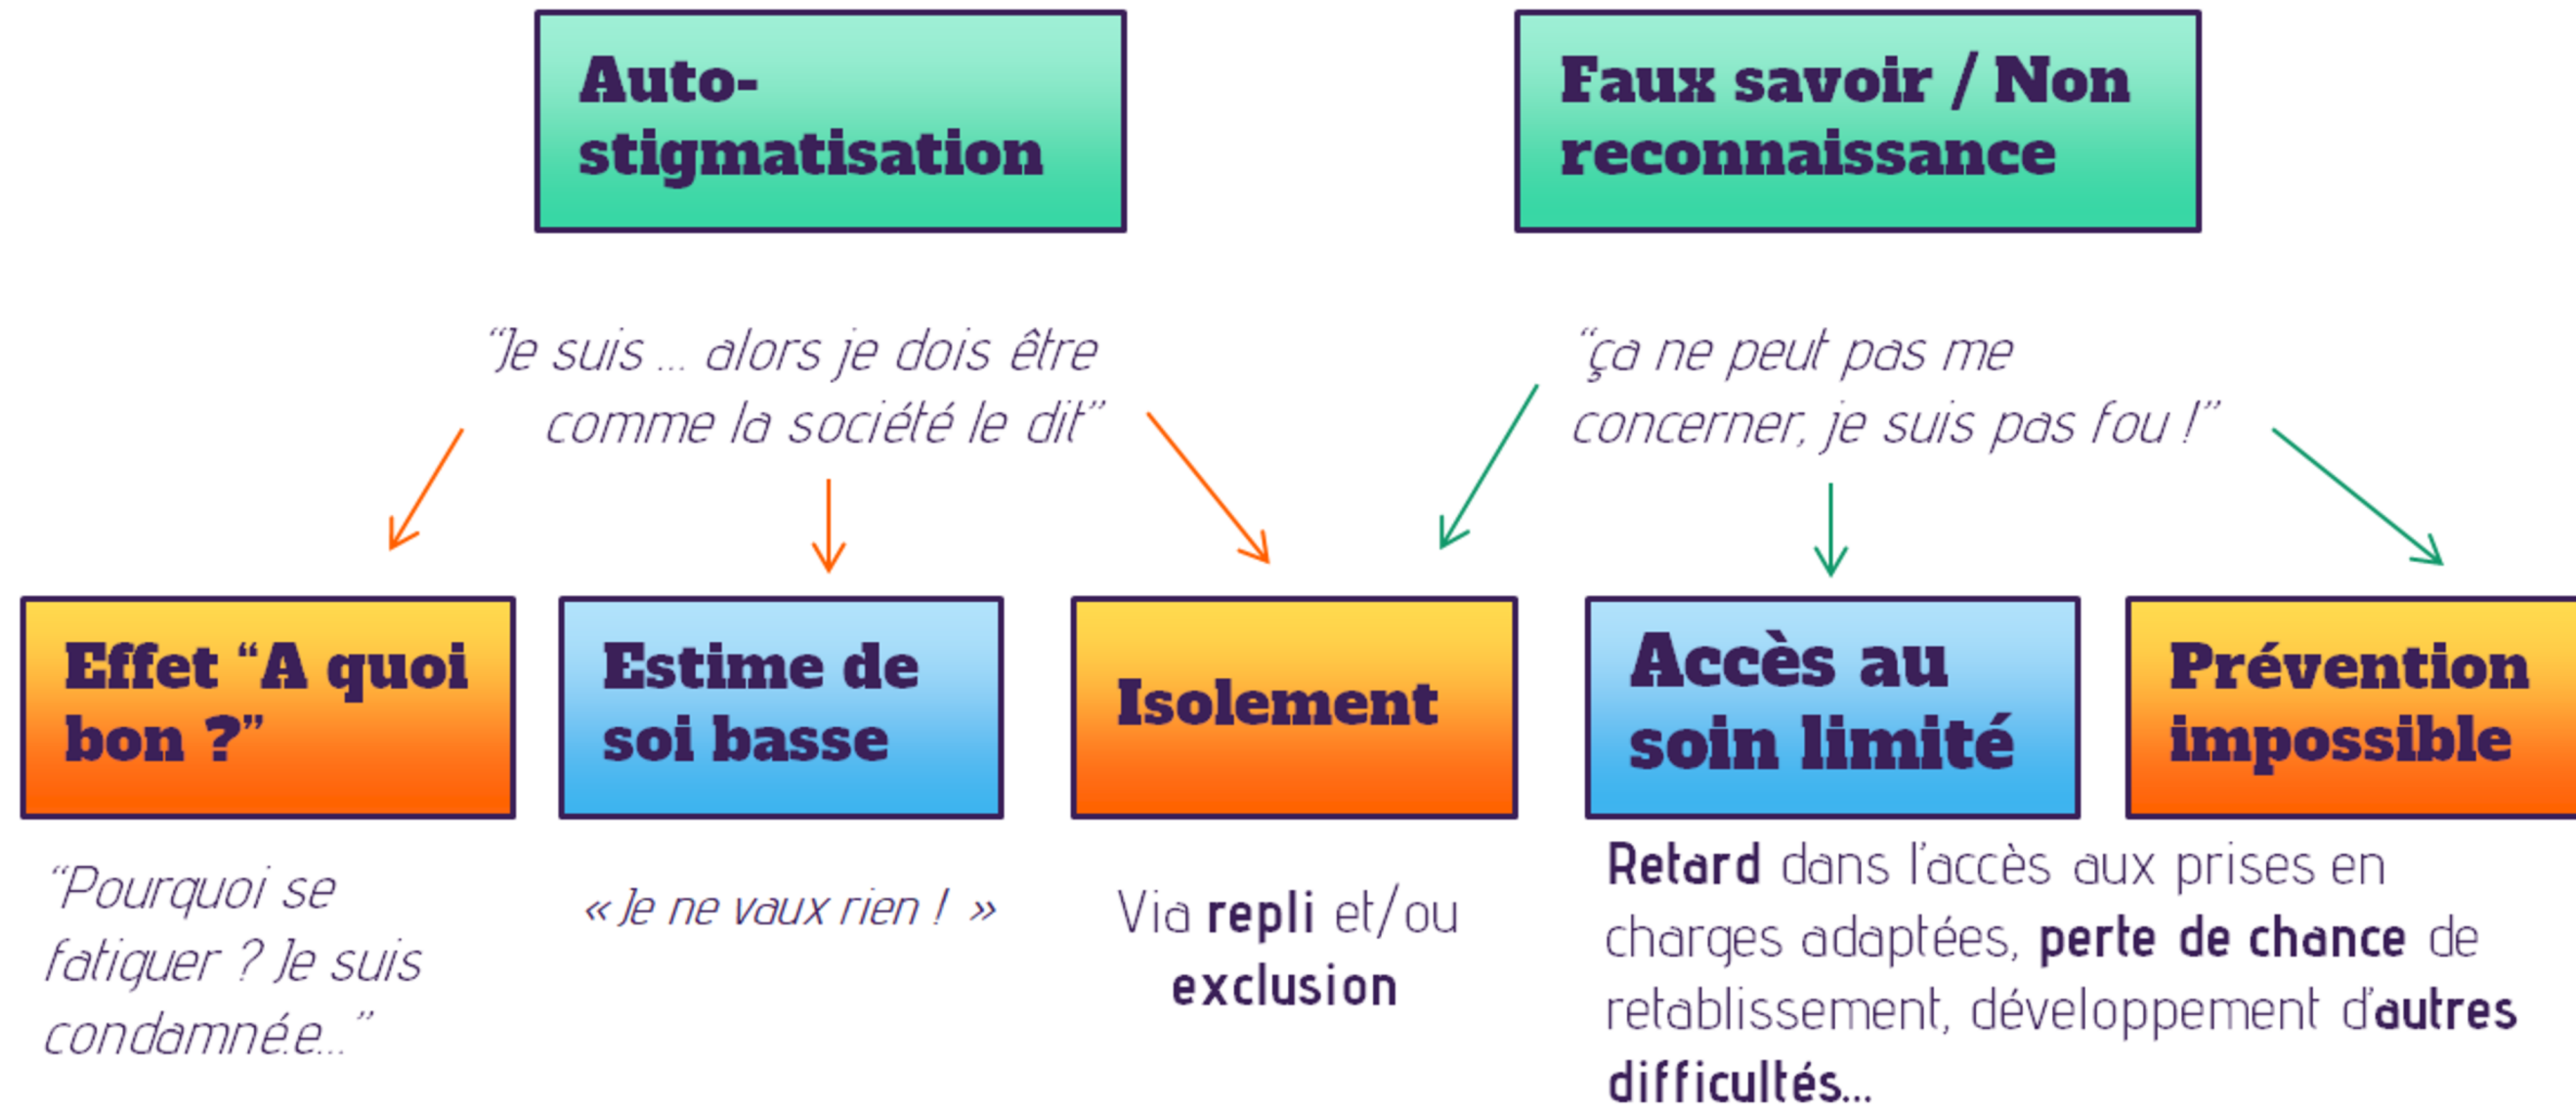 Auto-
stigmatisation
Faux savoir / Non
reconnaissance
“Je suis ... alors je dois être
comme la société le dit”
“ça ne peut pas me
concerner, je suis pas fou !”
Effet “A quoi
bon ?”
Estime de
soi basse
Isolement
Accès au
soin limité
Prévention
impossible
“Pourquoi se
fatiguer ? Je suis
condamné.e...”
« Je ne vaux rien ! »
Via repli et/ou
exclusion
Retard dans l'accès aux prises en
charges adaptées, perte de chance de
retablissement, développement d'autres
difficultés...